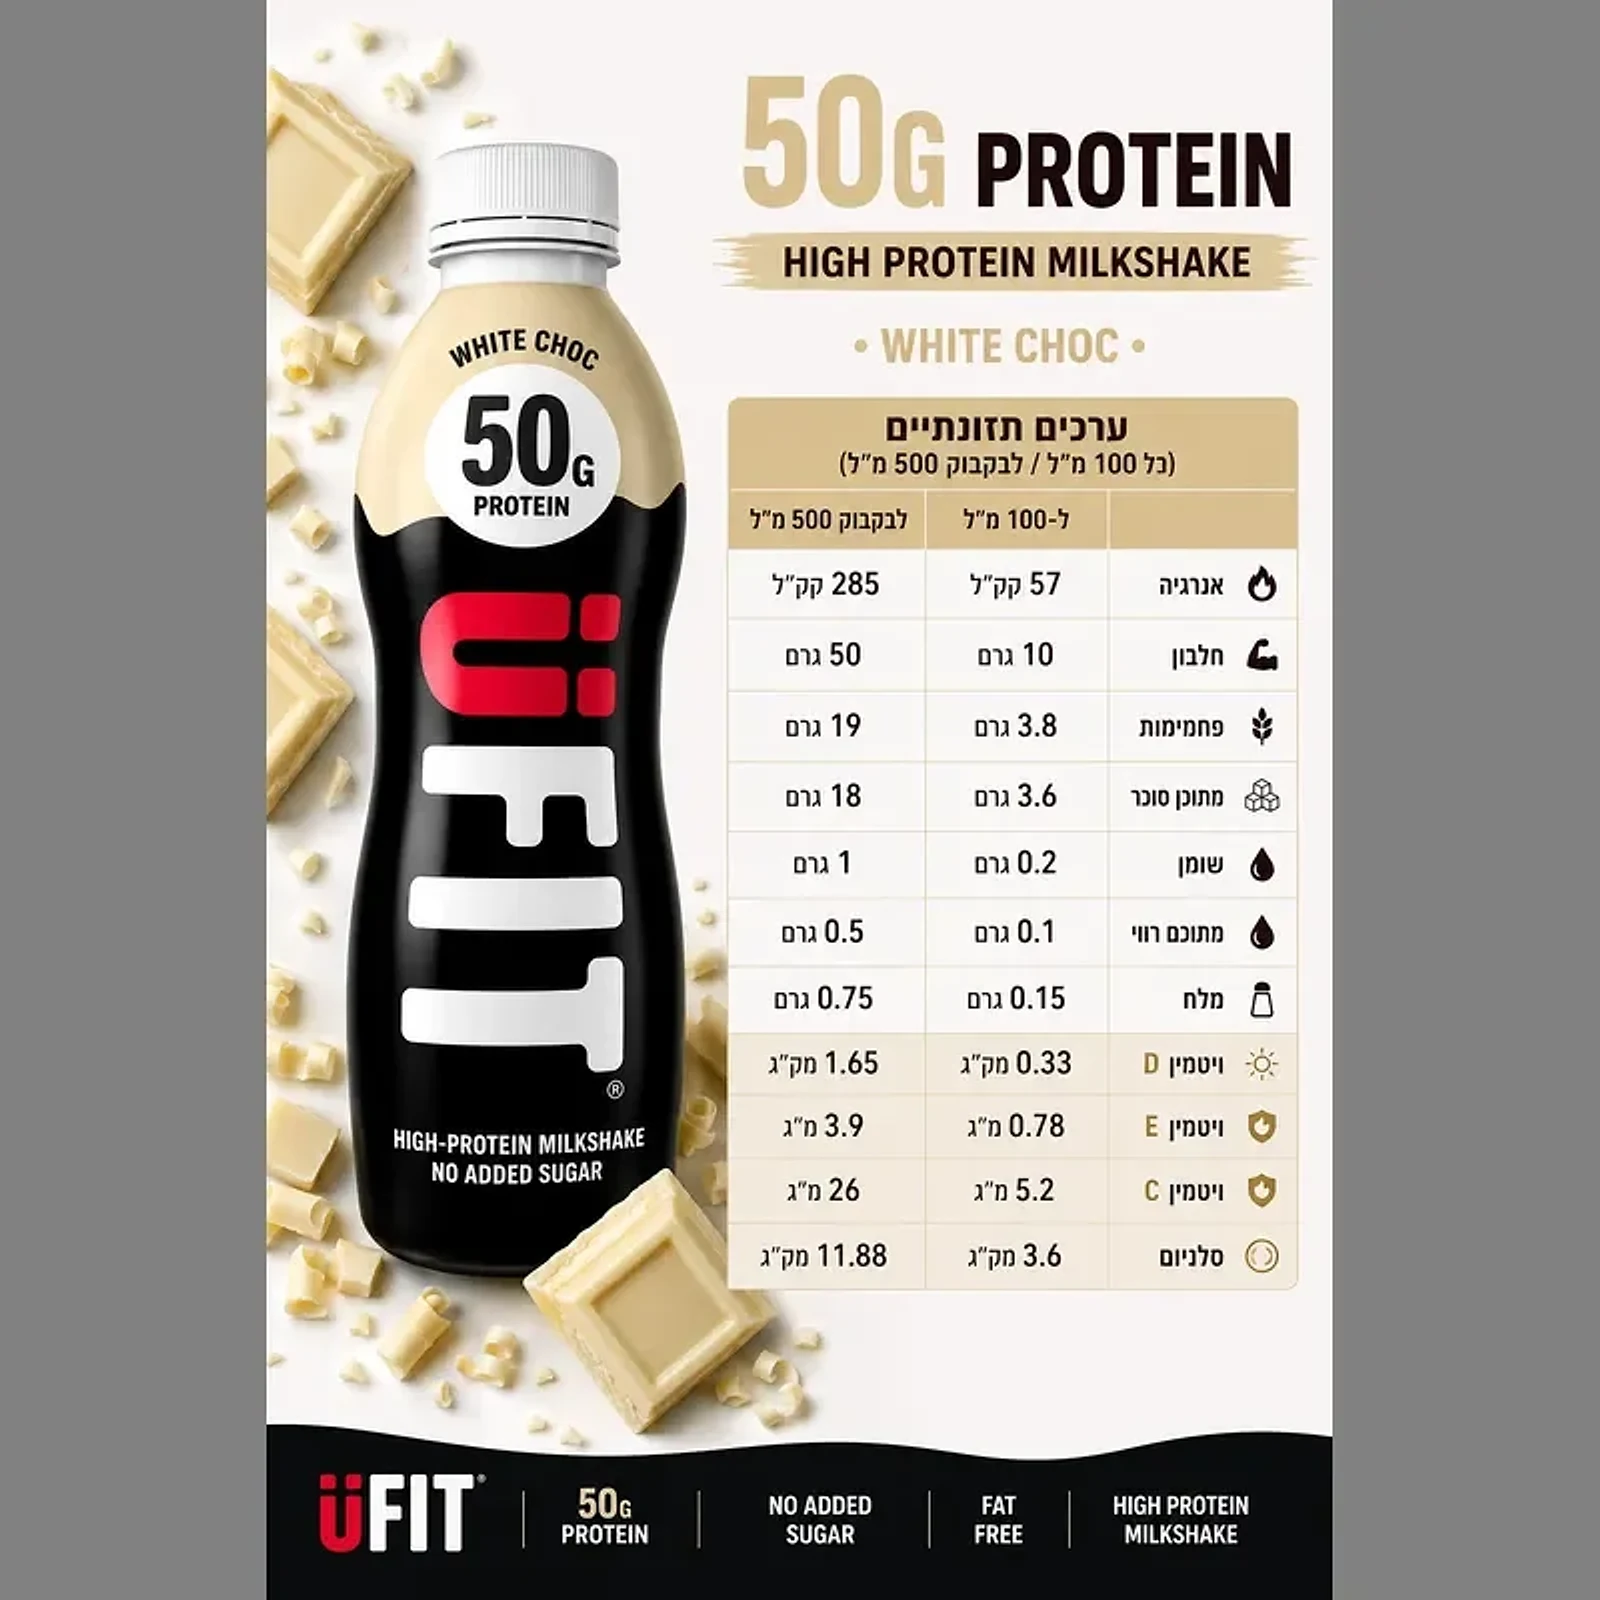 50G PROTEIN
HIGH PROTEIN MILKSHAKE
• WHITE CHOC •
WHITE CHOC
50G
PROTEIN
üFIT®
HIGH-PROTEIN MILKSHAKE
NO ADDED SUGAR
ערכים תזונתיים
(כל 100 מ"ל / לבקבוק 500 מ"ל)
ל-100 מ"ל לבקבוק 500 מ"ל
אנרגיה 57 קק"ל 285 קק"ל
חלבון 10 גרם 50 גרם
פחמימות 3.8 גרם 19 גרם
מתוכן סוכר 3.6 גרם 18 גרם
שומן 0.2 גרם 1 גרם
מתוכם רווי 0.1 גרם 0.5 גרם
מלח 0.15 גרם 0.75 גרם
ויטמין D 0.33 מק"ג 1.65 מק"ג
ויטמין E 0.78 מ"ג 3.9 מ"ג
ויטמין C 5.2 מ"ג 26 מ"ג
סלניום 3.6 מק"ג 11.88 מק"ג
üFIT®
50G
PROTEIN
NO ADDED
SUGAR
FAT
FREE
HIGH PROTEIN
MILKSHAKE